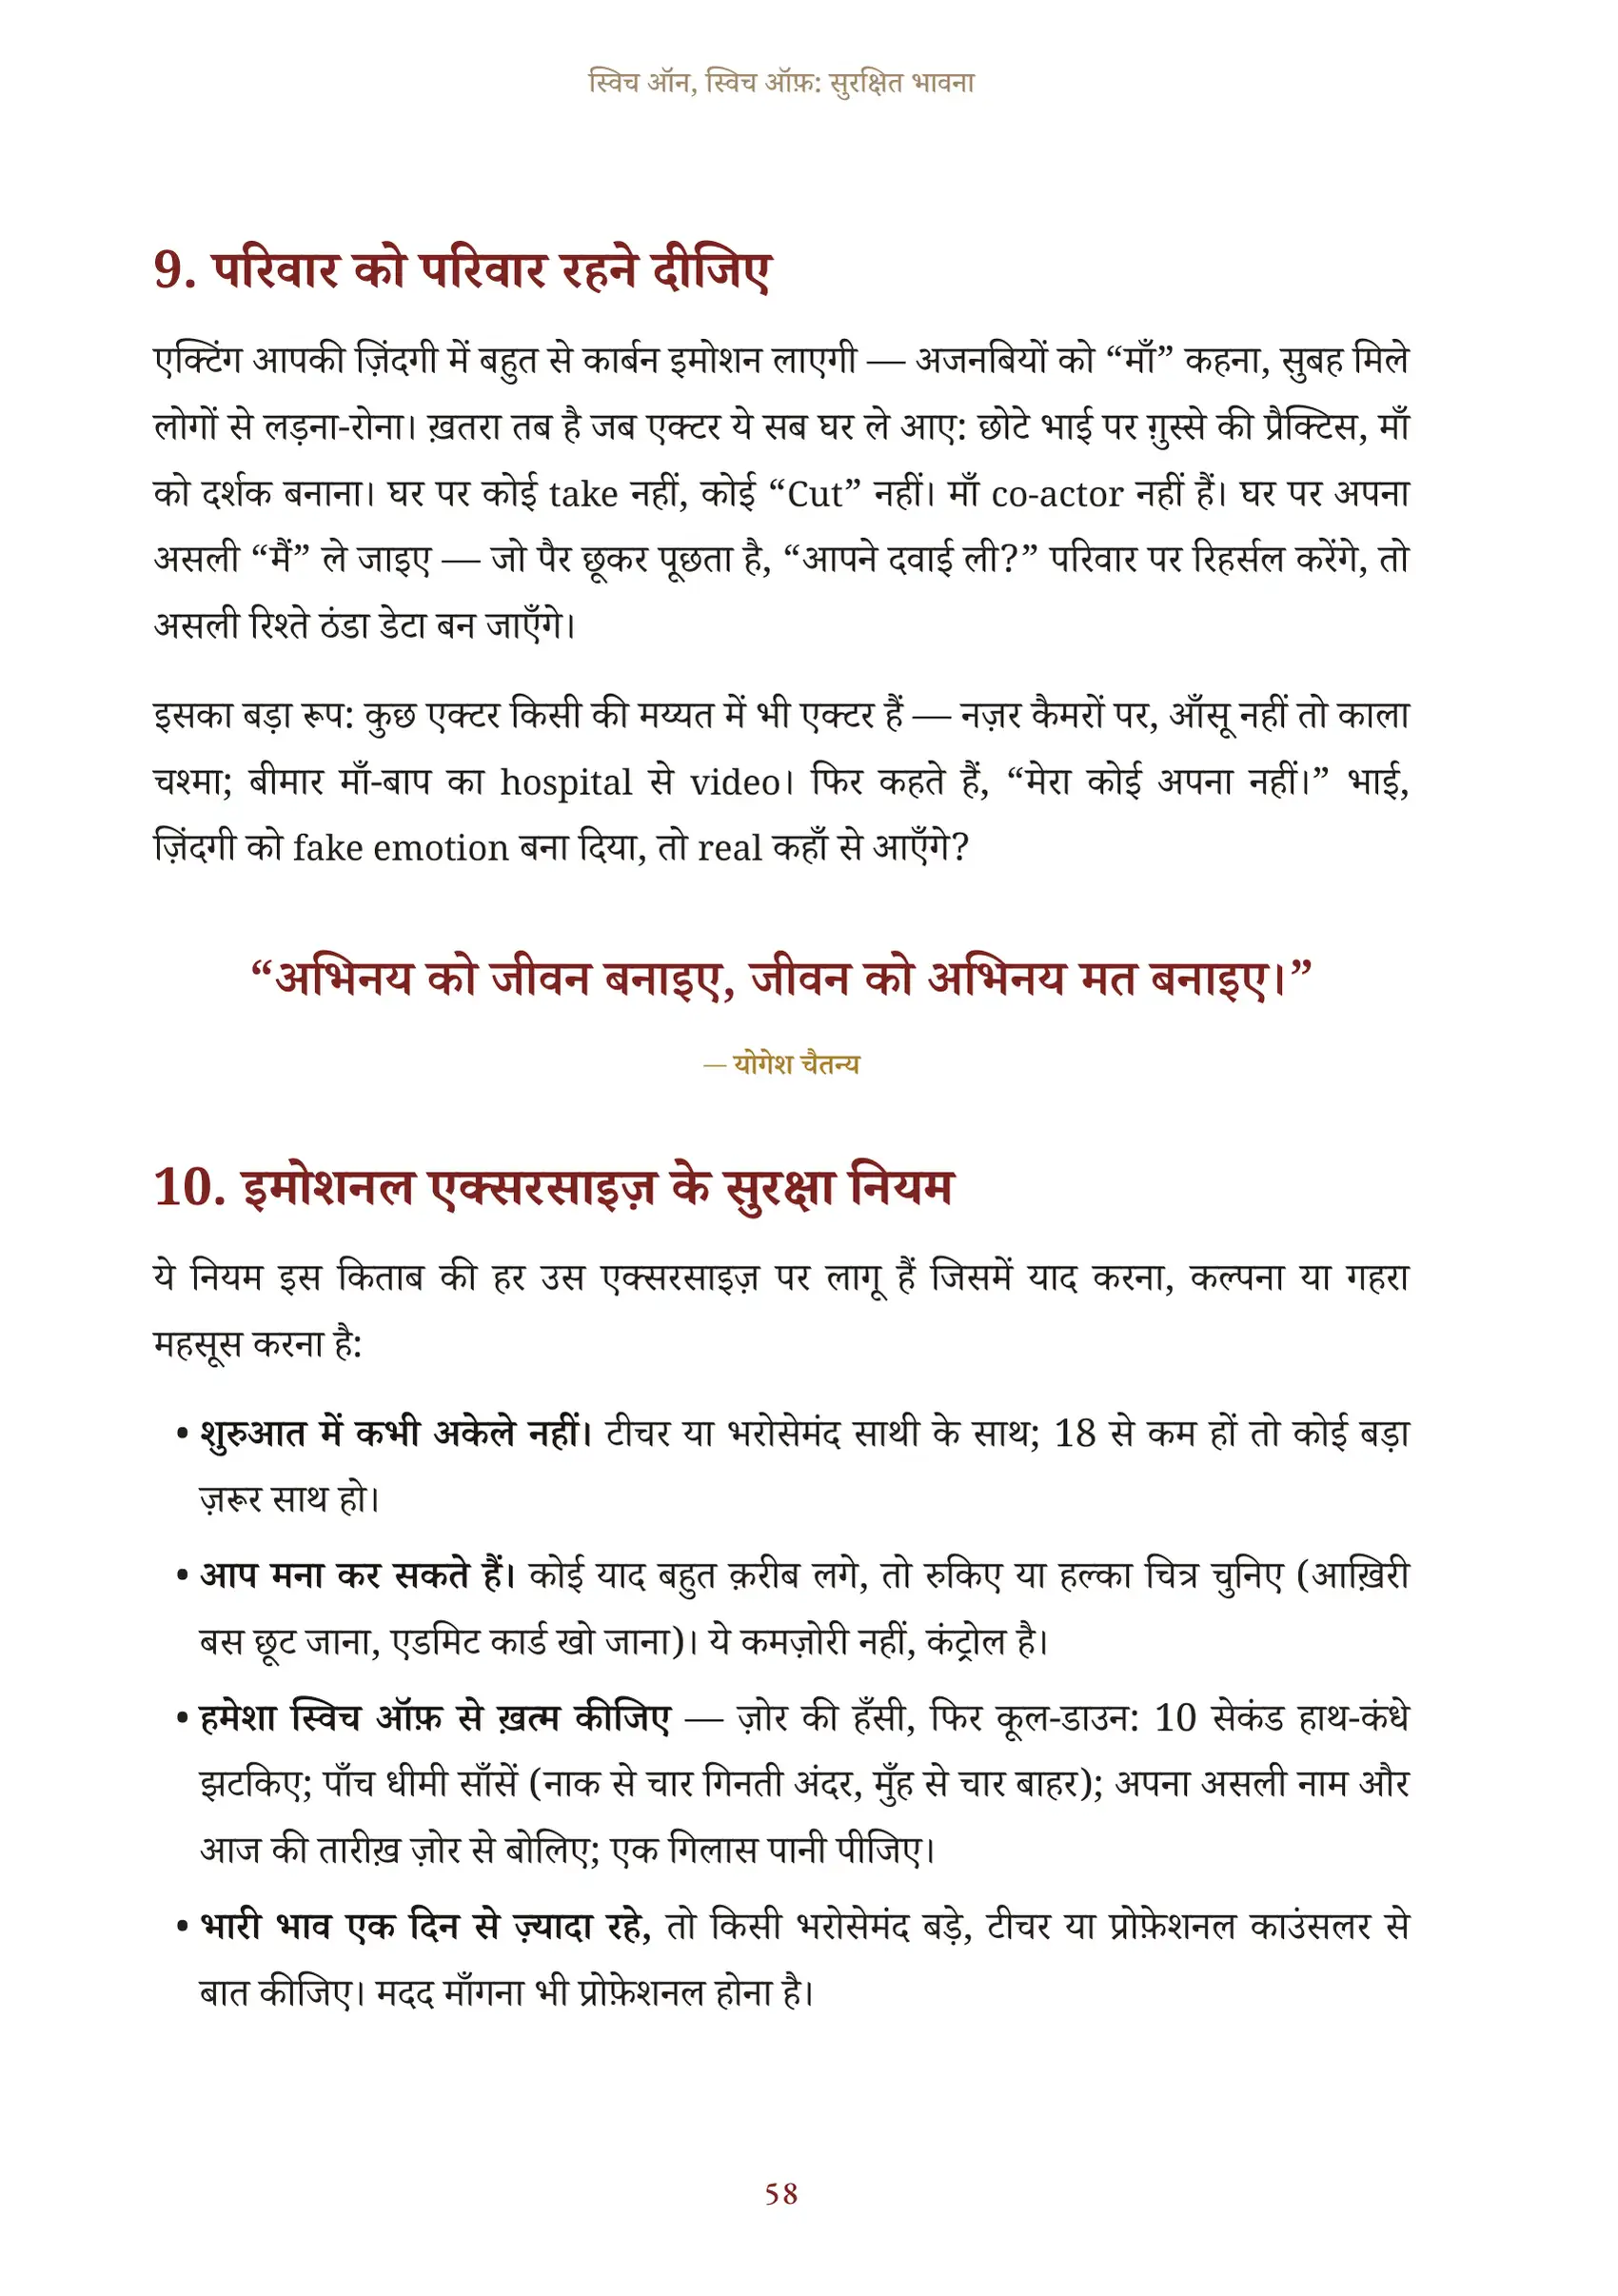 स्विच ऑन, स्विच ऑफ़: सुरक्षित भावना
9. परिवार को परिवार रहने दीजिए
एक्टिंग आपकी ज़िंदगी में बहुत से कार्बन इमोशन लाएगी — अजनबियों को “माँ” कहना, सुबह मिले
लोगों से लड़ना-रोना। ख़तरा तब है जब एक्टर ये सब घर ले आए: छोटे भाई पर ग़ुस्से की प्रैक्टिस, माँ
को दर्शक बनाना। घर पर कोई take नहीं, कोई “Cut” नहीं। माँ co-actor नहीं हैं। घर पर अपना
असली “मैं” ले जाइए — जो पैर छूकर पूछता है, “आपने दवाई ली?” परिवार पर रिहर्सल करेंगे, तो
असली रिश्ते ठंडा डेटा बन जाएँगे।
इसका बड़ा रूप: कुछ एक्टर किसी की मय्यत में भी एक्टर हैं — नज़र कैमरों पर, आँसू नहीं तो काला
चश्मा; बीमार माँ-बाप का hospital से video। फिर कहते हैं, “मेरा कोई अपना नहीं।” भाई,
ज़िंदगी को fake emotion बना दिया, तो real कहाँ से आएँगे?
“अभिनय को जीवन बनाइए, जीवन को अभिनय मत बनाइए।”
— योगेश चैतन्य
10. इमोशनल एक्सरसाइज़ के सुरक्षा नियम
ये नियम इस किताब की हर उस एक्सरसाइज़ पर लागू हैं जिसमें याद करना, कल्पना या गहरा
महसूस करना है:
• शुरुआत में कभी अकेले नहीं। टीचर या भरोसेमंद साथी के साथ; 18 से कम हों तो कोई बड़ा
ज़रूर साथ हो।
• आप मना कर सकते हैं। कोई याद बहुत क़रीब लगे, तो रुकिए या हल्का चित्र चुनिए (आख़िरी
बस छूट जाना, एडमिट कार्ड खो जाना)। ये कमज़ोरी नहीं, कंट्रोल है।
• हमेशा स्विच ऑफ़ से ख़त्म कीजिए — ज़ोर की हँसी, फिर कूल-डाउन: 10 सेकंड हाथ-कंधे
झटकिए; पाँच धीमी साँसें (नाक से चार गिनती अंदर, मुँह से चार बाहर); अपना असली नाम और
आज की तारीख़ ज़ोर से बोलिए; एक गिलास पानी पीजिए।
• भारी भाव एक दिन से ज़्यादा रहे, तो किसी भरोसेमंद बड़े, टीचर या प्रोफ़ेशनल काउंसलर से
बात कीजिए। मदद माँगना भी प्रोफ़ेशनल होना है।
58